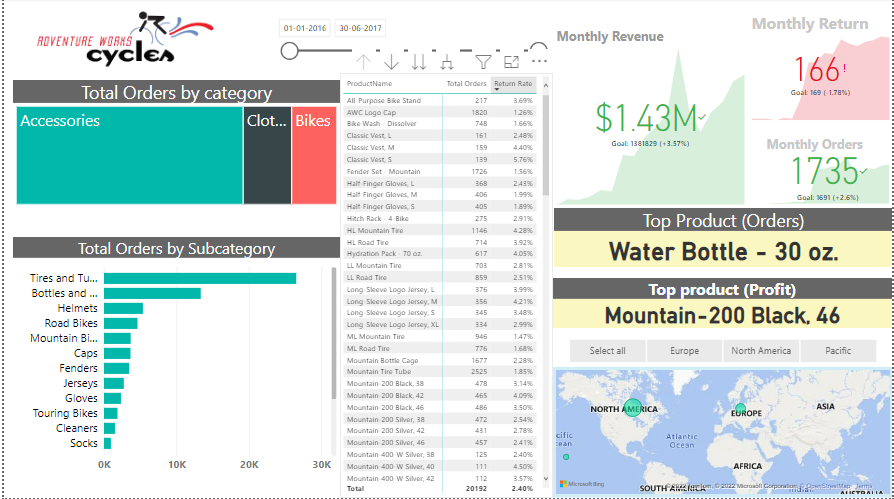 ADVENTURE WORKS
cycles
01-01-2016 30-06-2017
Total Orders by category
Accessories
Clot...
Bikes
Total Orders by Subcategory
Tires and Tu...
Bottles and ...
Helmets
Road Bikes
Mountain Bi...
Caps
Fenders
Jerseys
Gloves
Touring Bikes
Cleaners
Socks
0K 10K 20K 30K
ProductName Total Orders Return Rate
All-Purpose Bike Stand 217 3.69%
AWC Logo Cap 1820 1.26%
Bike Wash - Dissolver 748 1.66%
Classic Vest, L 161 2.48%
Classic Vest, M 159 4.40%
Classic Vest, S 139 5.76%
Fender Set - Mountain 1726 1.56%
Half-Finger Gloves, L 368 2.43%
Half-Finger Gloves, M 406 1.99%
Half-Finger Gloves, S 405 1.89%
Hitch Rack - 4-Bike 275 2.91%
HL Mountain Tire 1146 4.28%
HL Road Tire 714 3.92%
Hydration Pack - 70 oz. 617 4.05%
LL Mountain Tire 703 2.81%
LL Road Tire 859 2.51%
Long-Sleeve Logo Jersey, L 376 3.99%
Long-Sleeve Logo Jersey, M 356 4.21%
Long-Sleeve Logo Jersey, S 345 3.48%
Long-Sleeve Logo Jersey, XL 334 2.99%
ML Mountain Tire 946 1.47%
ML Road Tire 776 1.68%
Mountain Bottle Cage 1677 2.28%
Mountain Tire Tube 2525 1.85%
Mountain-200 Black, 38 478 3.14%
Mountain-200 Black, 42 465 4.09%
Mountain-200 Black, 46 486 3.50%
Mountain-200 Silver, 38 472 2.54%
Mountain-200 Silver, 42 431 2.78%
Mountain-200 Silver, 46 457 2.41%
Mountain-400-W Silver, 38 125 2.40%
Mountain-400-W Silver, 40 111 4.50%
Mountain-400-W Silver, 42 112 3.57%
Total 20192 2.40%
Monthly Revenue
$1.43M
Goal: 1381829 (+3.57%)
Monthly Return
166!
Goal: 169 (-1.78%)
Monthly Orders
1735
Goal: 1691 (+2.6%)
Top Product (Orders)
Water Bottle - 30 oz.
Top product (Profit)
Mountain-200 Black, 46
Select all Europe North America Pacific
NORTH AMERICA
EUROPE
ASIA
cific
ean
Atlantic
Ocean
AFRICA
SOUTH AMERICA
Microsoft Bing
© 2022 Microsoft Corporation, © OpenStreetMap Terms